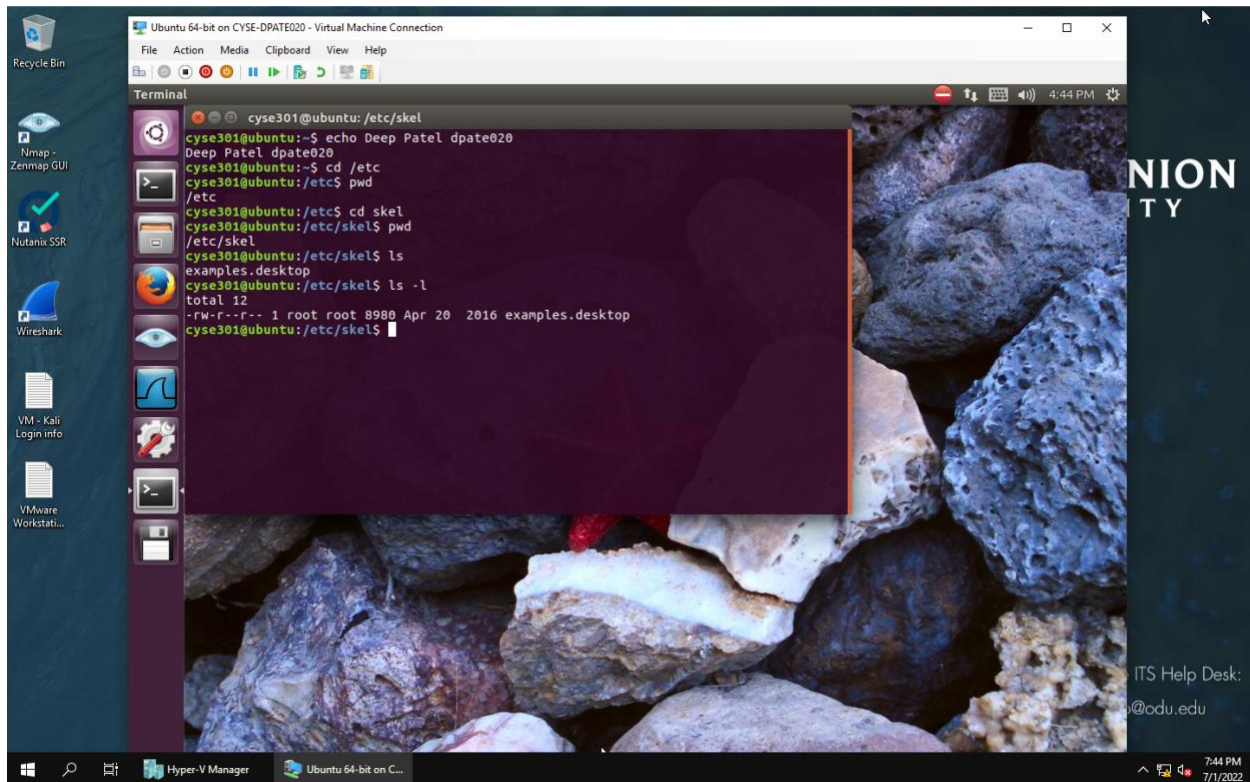 Recycle Bin
Nmap -
Zenmap GUI
Nutanix SSR
Wireshark
VM - Kali
Login info
VMware
Workstati...
Ubuntu 64-bit on CYSE-DPATE020 - Virtual Machine Connection
File Action Media Clipboard View Help
Terminal
4:44 PM
cyse301@ubuntu: /etc/skel
cyse301@ubuntu:~$ echo Deep Patel dpate020
Deep Patel dpate020
cyse301@ubuntu:~$ cd /etc
cyse301@ubuntu:/etc$ pwd
/etc
cyse301@ubuntu:/etc$ cd skel
cyse301@ubuntu:/etc/skel$ pwd
/etc/skel
cyse301@ubuntu:/etc/skel$ ls
examples.desktop
cyse301@ubuntu:/etc/skel$ ls -l
total 12
-rw-r--r-- 1 root root 8980 Apr 20  2016 examples.desktop
cyse301@ubuntu:/etc/skel$
NION
I T Y
ITS Help Desk:
@odu.edu
Hyper-V Manager
Ubuntu 64-bit on C...
7:44 PM
7/1/2022